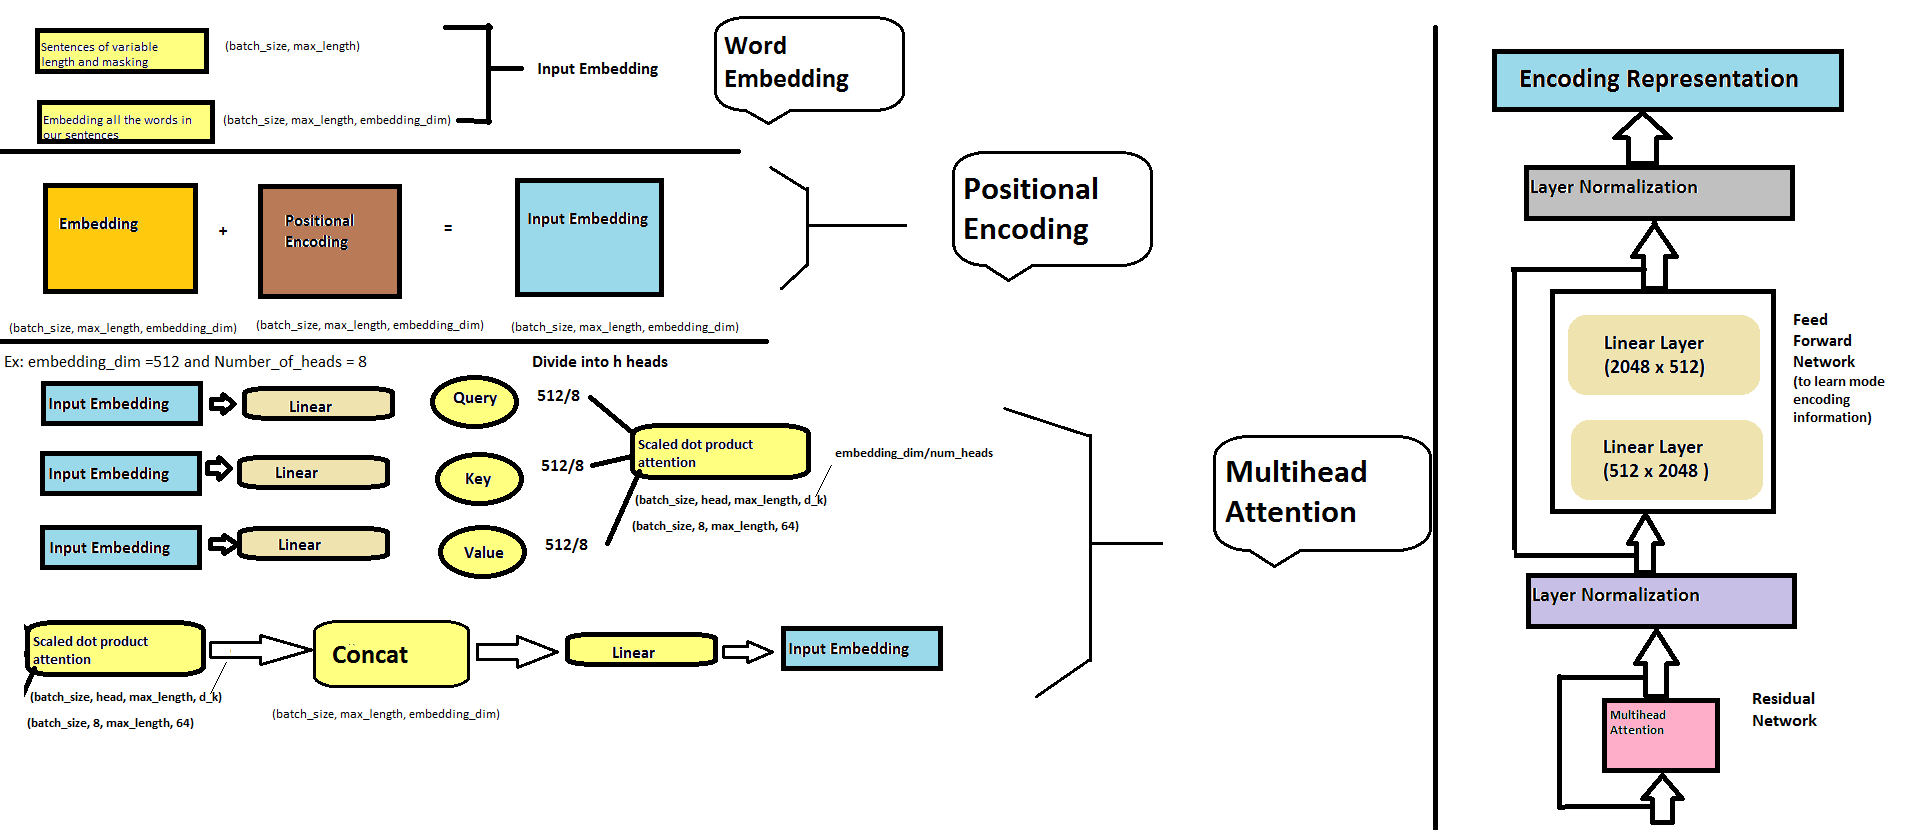 Sentences of variable
length and masking
(batch_size, max_length)
Input Embedding
Embedding all the words in
our sentences
(batch_size, max_length, embedding_dim)
Word
Embedding
Embedding
+
Positional
Encoding
=
Input Embedding
(batch_size, max_length, embedding_dim)
(batch_size, max_length, embedding_dim)
(batch_size, max_length, embedding_dim)
Positional
Encoding
Ex: embedding_dim =512 and Number_of_heads = 8
Divide into h heads
Input Embedding
Linear
Query
512/8
Input Embedding
Linear
Key
512/8
Input Embedding
Linear
Value
512/8
Scaled dot product
attention
embedding_dim/num_heads
(batch_size, head, max_length, d_k)
(batch_size, 8, max_length, 64)
Multihead
Attention
Scaled dot product
attention
(batch_size, head, max_length, d_k)
(batch_size, 8, max_length, 64)
Concat
(batch_size, max_length, embedding_dim)
Linear
Input Embedding
Encoding Representation
Layer Normalization
Linear Layer
(2048 x 512)
Linear Layer
(512 x 2048 )
Feed
Forward
Network
(to learn mode
encoding
information)
Layer Normalization
Multihead
Attention
Residual
Network